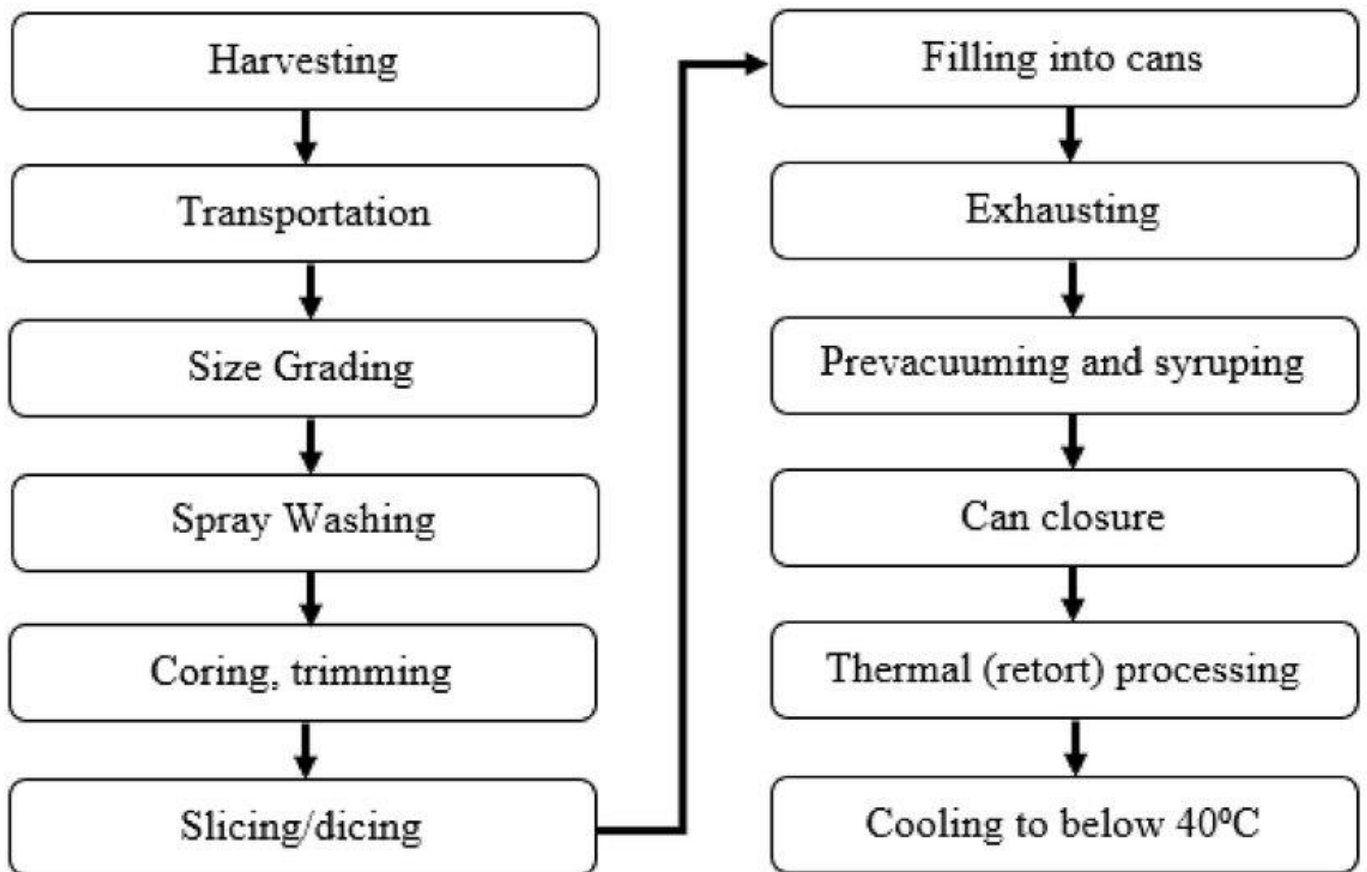 Harvesting
Transportation
Size Grading
Spray Washing
Coring, trimming
Slicing/dicing
Filling into cans
Exhausting
Prevacuuming and syruping
Can closure
Thermal (retort) processing
Cooling to below 40⁰C